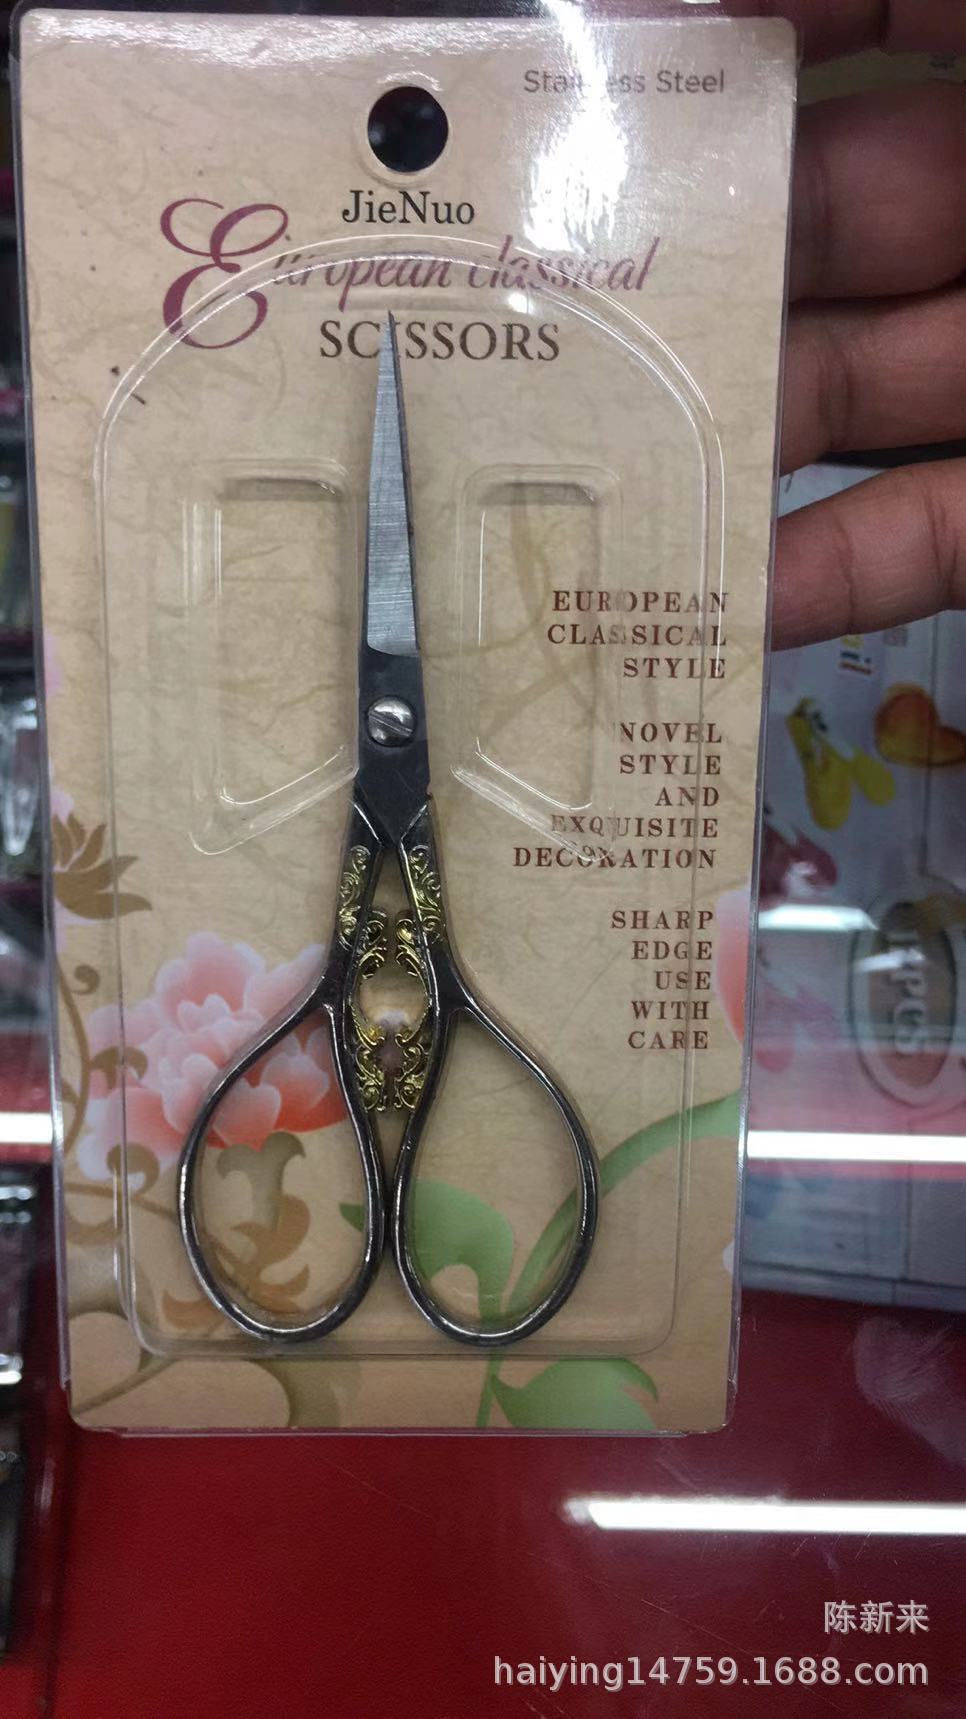 Stainless Steel
JieNuo
European classical
SCISSORS
EUROPEAN
CLASSICAL
STYLE
NOVEL
STYLE
AND
EXQUISITE
DECORATION
SHARP
EDGE
USE
WITH
CARE
陈新来
haiying14759.1688.com